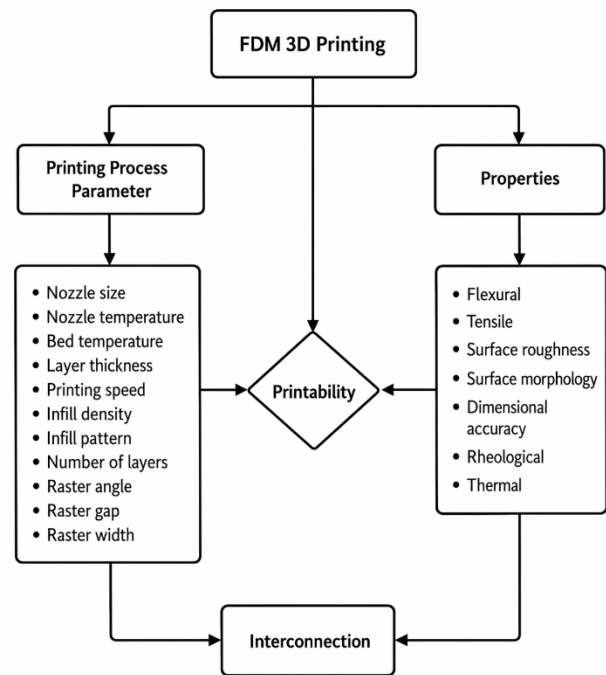 FDM 3D Printing
Printing Process
Parameter
Properties
• Nozzle size
• Nozzle temperature
• Bed temperature
• Layer thickness
• Printing speed
• Infill density
• Infill pattern
• Number of layers
• Raster angle
• Raster gap
• Raster width
Printability
• Flexural
• Tensile
• Surface roughness
• Surface morphology
• Dimensional
accuracy
• Rheological
• Thermal
Interconnection